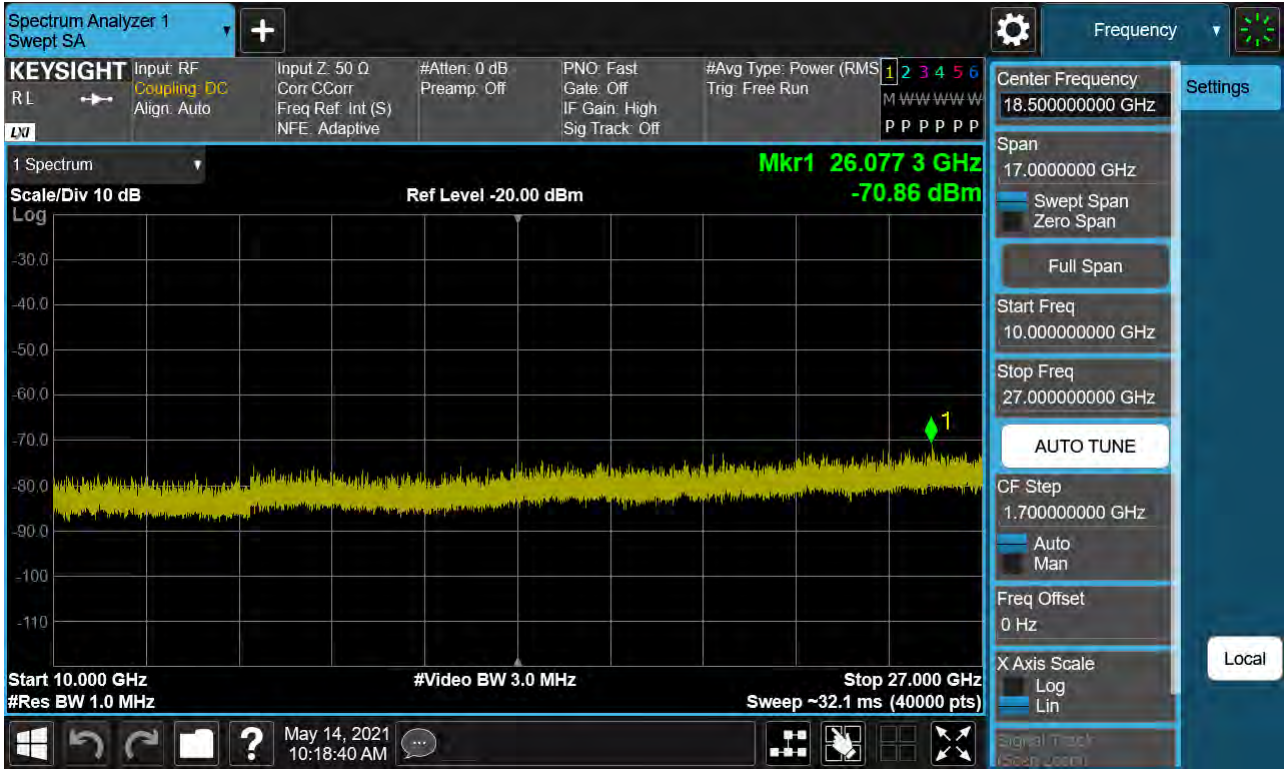 Spectrum Analyzer 1
Swept SA
+
Frequency
KEYSIGHT
RL
LXI
Input: RF
Coupling: DC
Align: Auto
Input Z: 50 Ω
Corr CCorr
Freq Ref: Int (S)
NFE: Adaptive
#Atten: 0 dB
Preamp: Off
PNO: Fast
Gate: Off
IF Gain: High
Sig Track: Off
#Avg Type: Power (RMS
Trig: Free Run
1 2 3 4 5 6
M W W W W W
P P P P P P
1 Spectrum
Mkr1 26.077 3 GHz
Scale/Div 10 dB
Ref Level -20.00 dBm
-70.86 dBm
Log
-30.0
-40.0
-50.0
-60.0
-70.0
-80.0
-90.0
-100
-110
1
Start 10.000 GHz
#Video BW 3.0 MHz
Stop 27.000 GHz
#Res BW 1.0 MHz
Sweep ~32.1 ms (40000 pts)
?
May 14, 2021
10:18:40 AM
Center Frequency
18.500000000 GHz
Settings
Span
17.0000000 GHz
Swept Span
Zero Span
Full Span
Start Freq
10.000000000 GHz
Stop Freq
27.000000000 GHz
AUTO TUNE
CF Step
1.700000000 GHz
Auto
Man
Freq Offset
0 Hz
X Axis Scale
Log
Lin
Local
Signal Track
(Span Zoom)